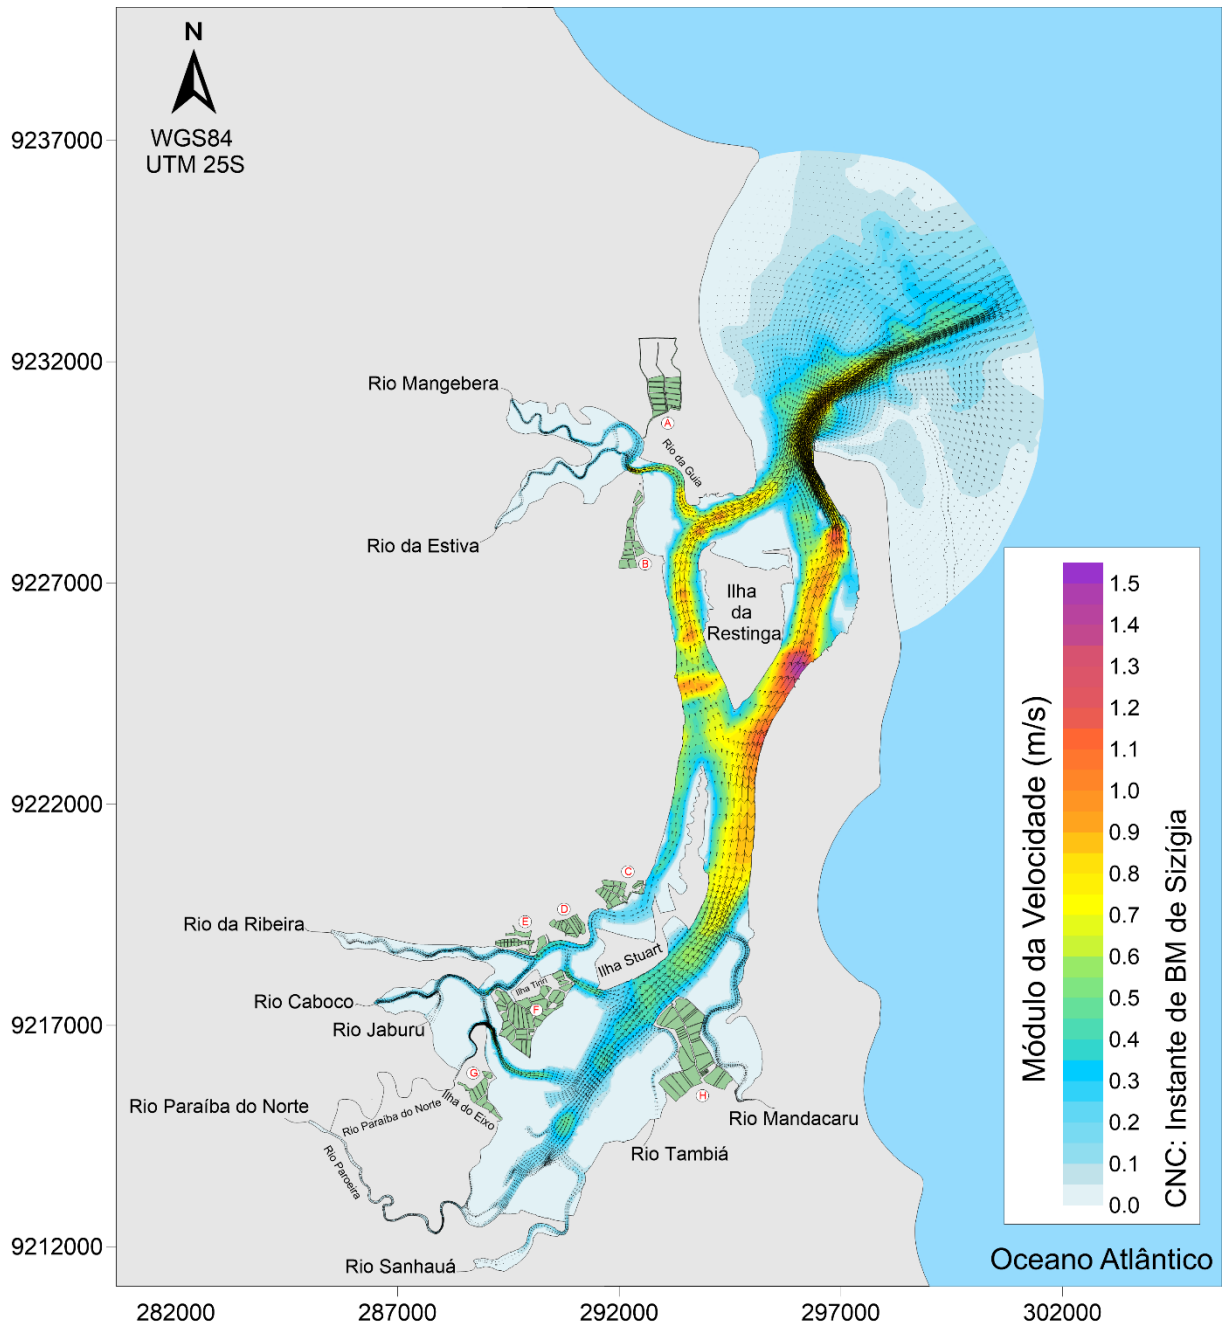 N
WGS84
UTM 25S
9237000
9232000
9227000
9222000
9217000
9212000
Rio Mangebera
A
Rio da Guia
Rio da Estiva
B
Ilha
da
Restinga
C
D
E
Rio da Ribeira
Ilha Stuart
Ilha Tiriri
Rio Caboco
F
Rio Jaburu
G
Ilha do Eixo
Rio Paraíba do Norte
Rio Paraíba do Norte
H
Rio Mandacaru
Rio Tambiá
Rio Paroeira
Rio Sanhauá
Módulo da Velocidade (m/s)
1.5
1.4
1.3
1.2
1.1
1.0
0.9
0.8
0.7
0.6
0.5
0.4
0.3
0.2
0.1
0.0
CNC: Instante de BM de Sizígia
Oceano Atlântico
282000
287000
292000
297000
302000